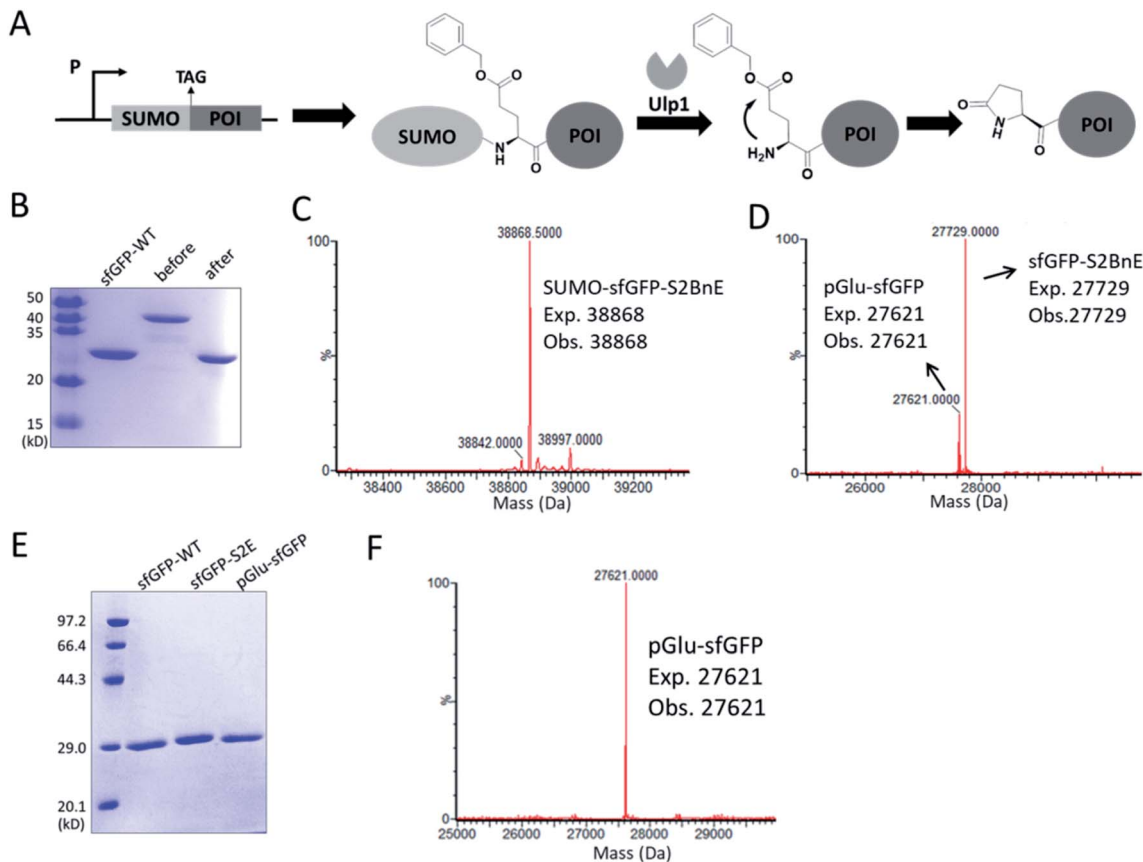 A
P
TAG
SUMO POI
SUMO
N
H
O
O
O
POI
Ulp1
O
O
H₂N
O
POI
O
N
H
O
POI
B
sfGFP-WT
before
after
50
40
35
20
15
(kD)
C
100
%
0
38868.5000
SUMO-sfGFP-S2BnE
Exp. 38868
Obs. 38868
38842.0000
38997.0000
38400 38600 38800 39000 39200
Mass (Da)
D
100
%
0
27729.0000
sfGFP-S2BnE
Exp. 27729
Obs.27729
pGlu-sfGFP
Exp. 27621
Obs. 27621
27621.0000
26000 28000
Mass (Da)
E
sfGFP-WT
sfGFP-S2E
pGlu-sfGFP
97.2
66.4
44.3
29.0
20.1
(kD)
F
100
%
0
27621.0000
pGlu-sfGFP
Exp. 27621
Obs. 27621
25000 26000 27000 28000 29000
Mass (Da)